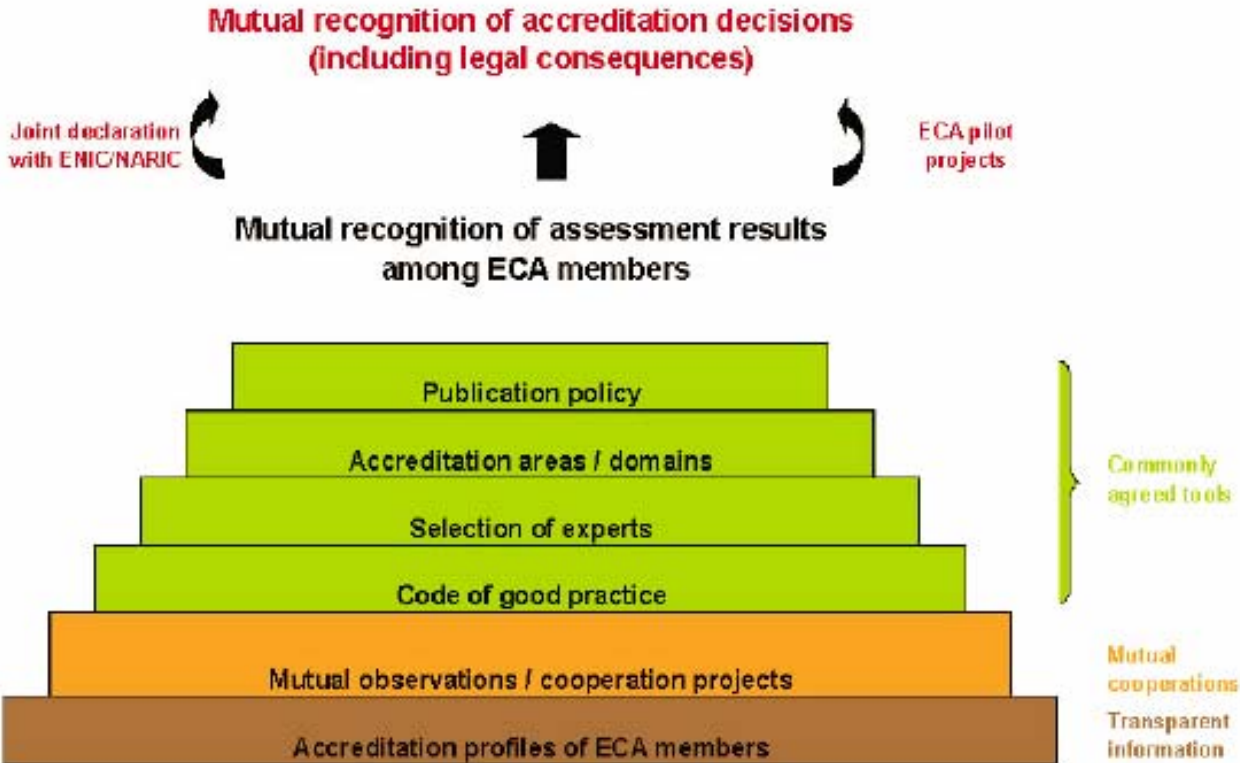 Mutual recognition of accreditation decisions
(including legal consequences)
Joint declaration
with ENIC/NARIC
ECA pilot
projects
Mutual recognition of assessment results
among ECA members
Publication policy
Accreditation areas / domains
Selection of experts
Code of good practice
Commonly
agreed tools
Mutual observations / cooperation projects
Mutual
cooperations
Accreditation profiles of ECA members
Transparent
information